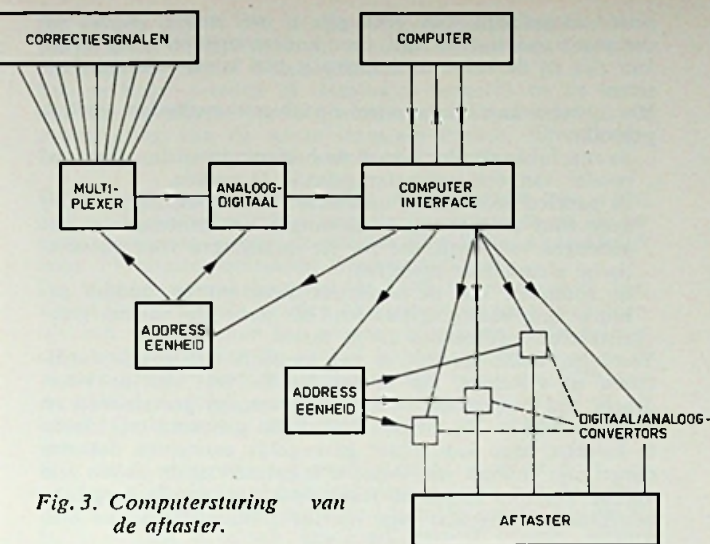 CORRECTIESIGNALEN
COMPUTER
MULTI-
PLEXER
ANALOOG-
DIGITAAL
COMPUTER
INTERFACE
ADDRESS
EENHEID
ADDRESS
EENHEID
DIGITAAL/ANALOOG-
CONVERTORS
AFTASTER
Fig. 3. Computersturing van
de aftaster.